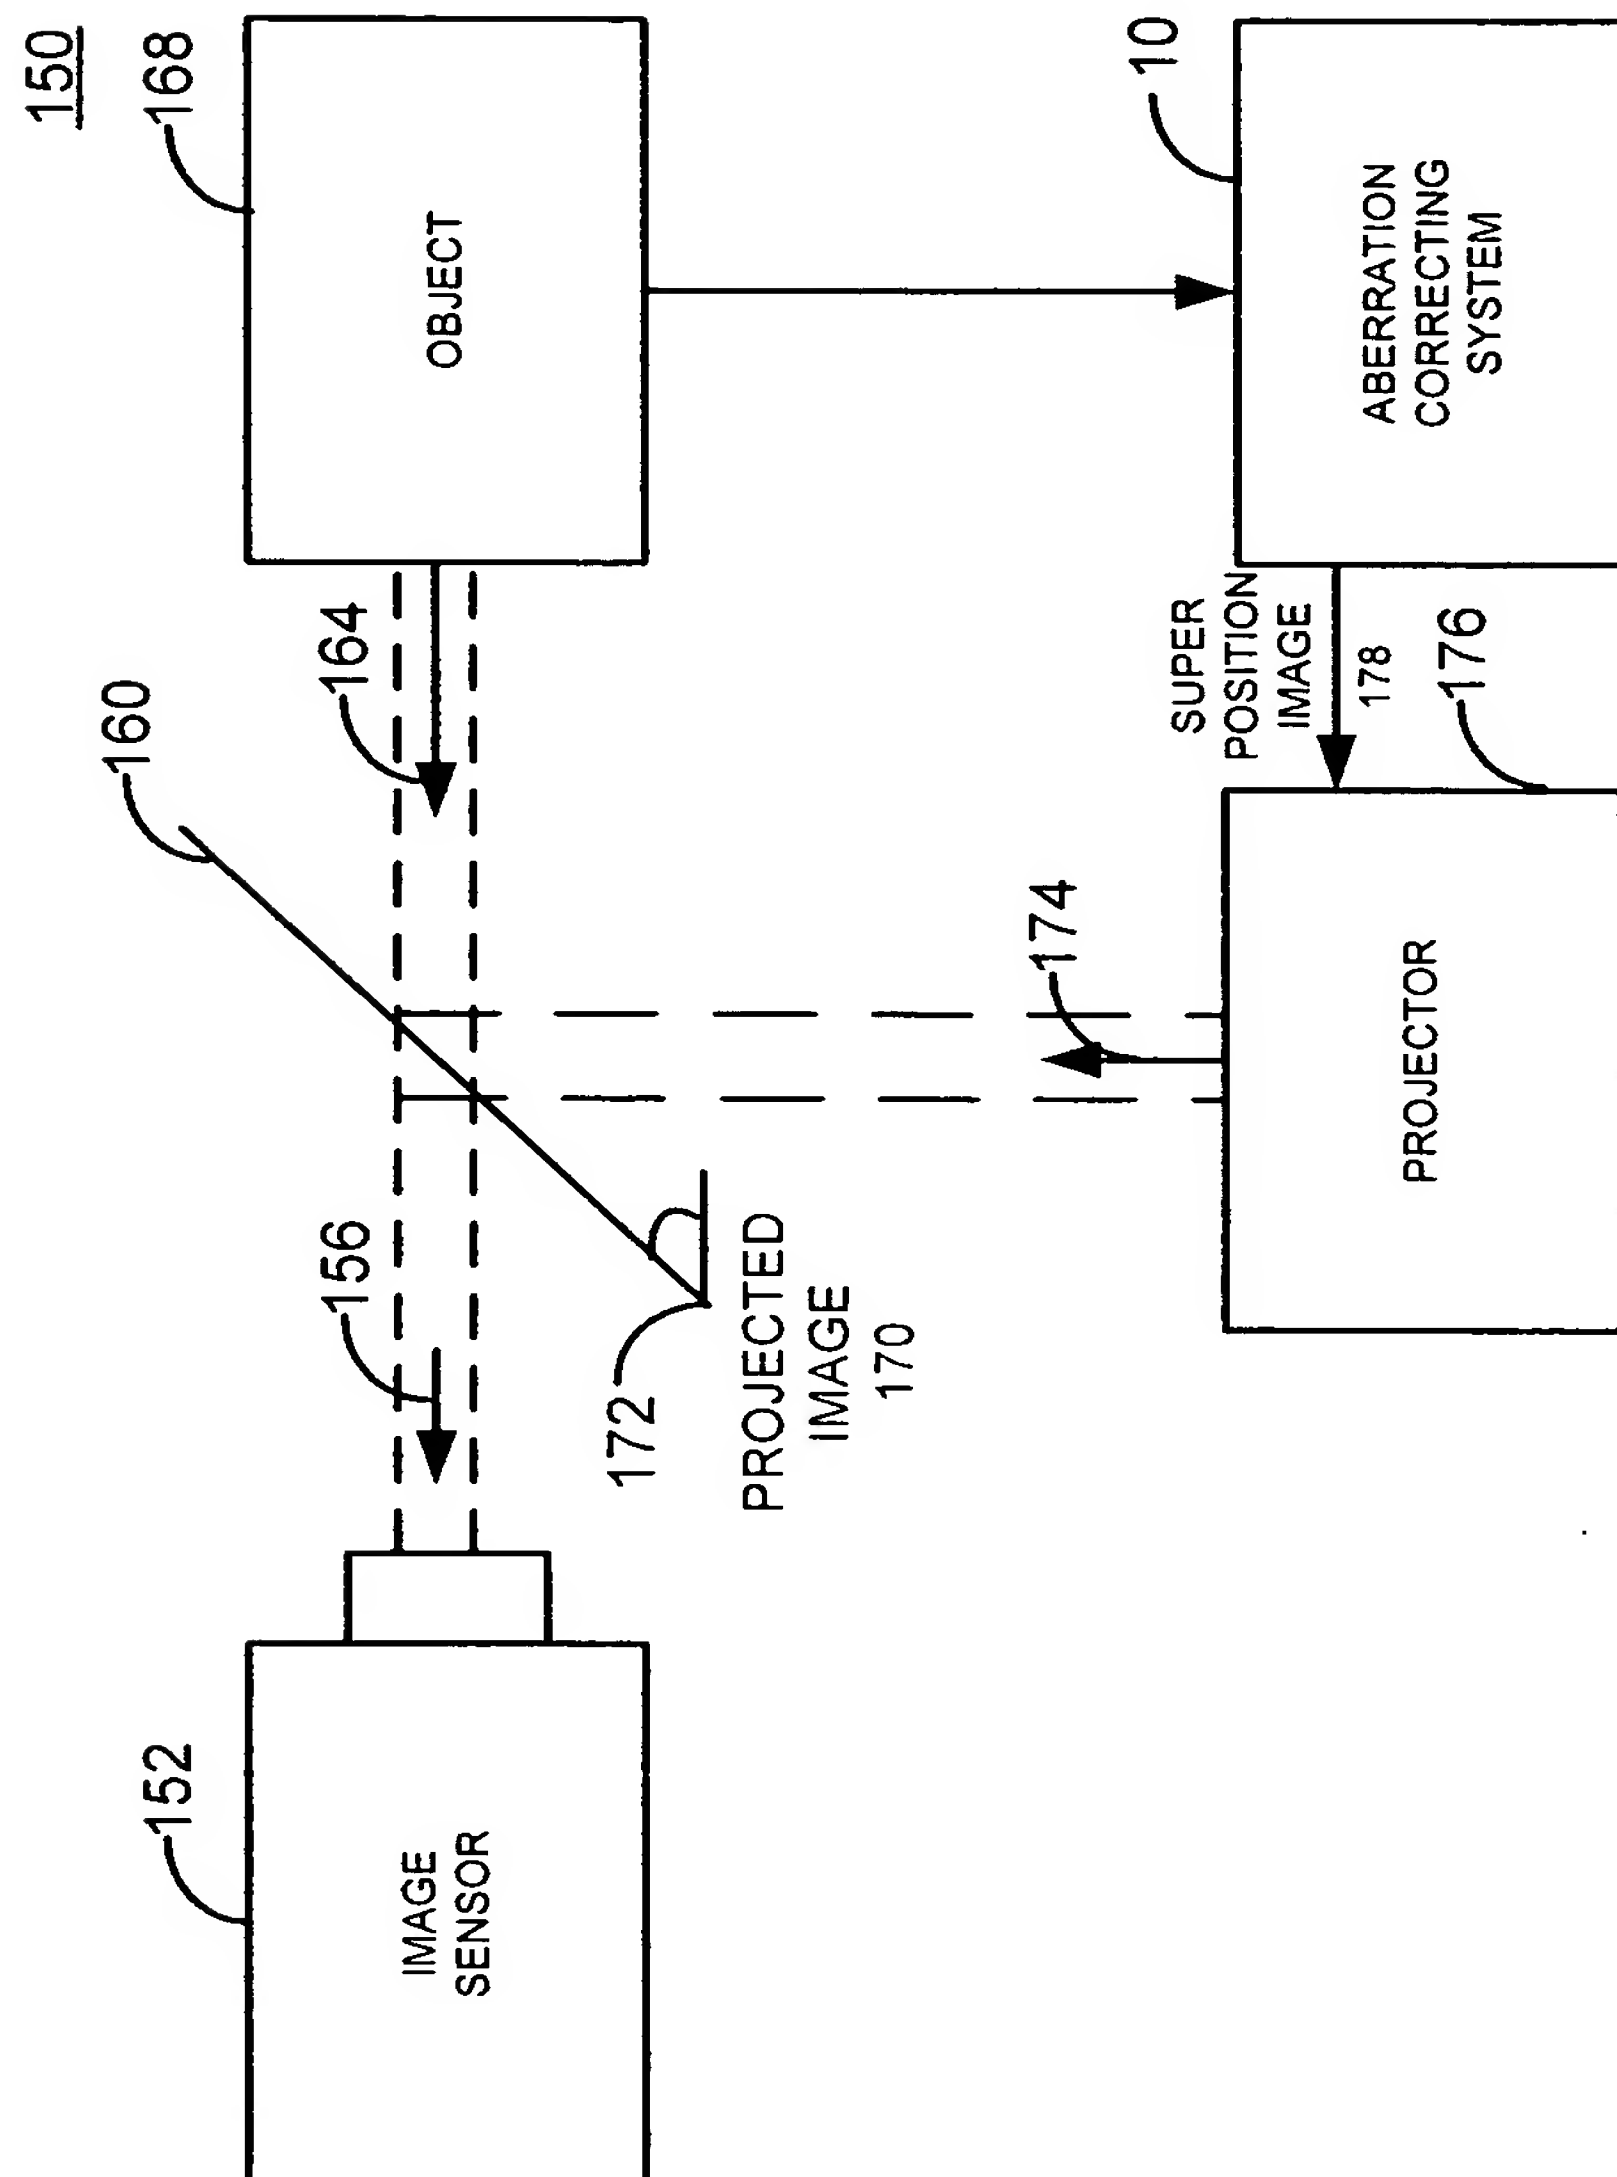 150
152
IMAGE
SENSOR
156
160
164
168
OBJECT
172
PROJECTED
IMAGE
170
174
PROJECTOR
SUPER
POSITION
IMAGE
178
176
10
ABERRATION
CORRECTING
SYSTEM